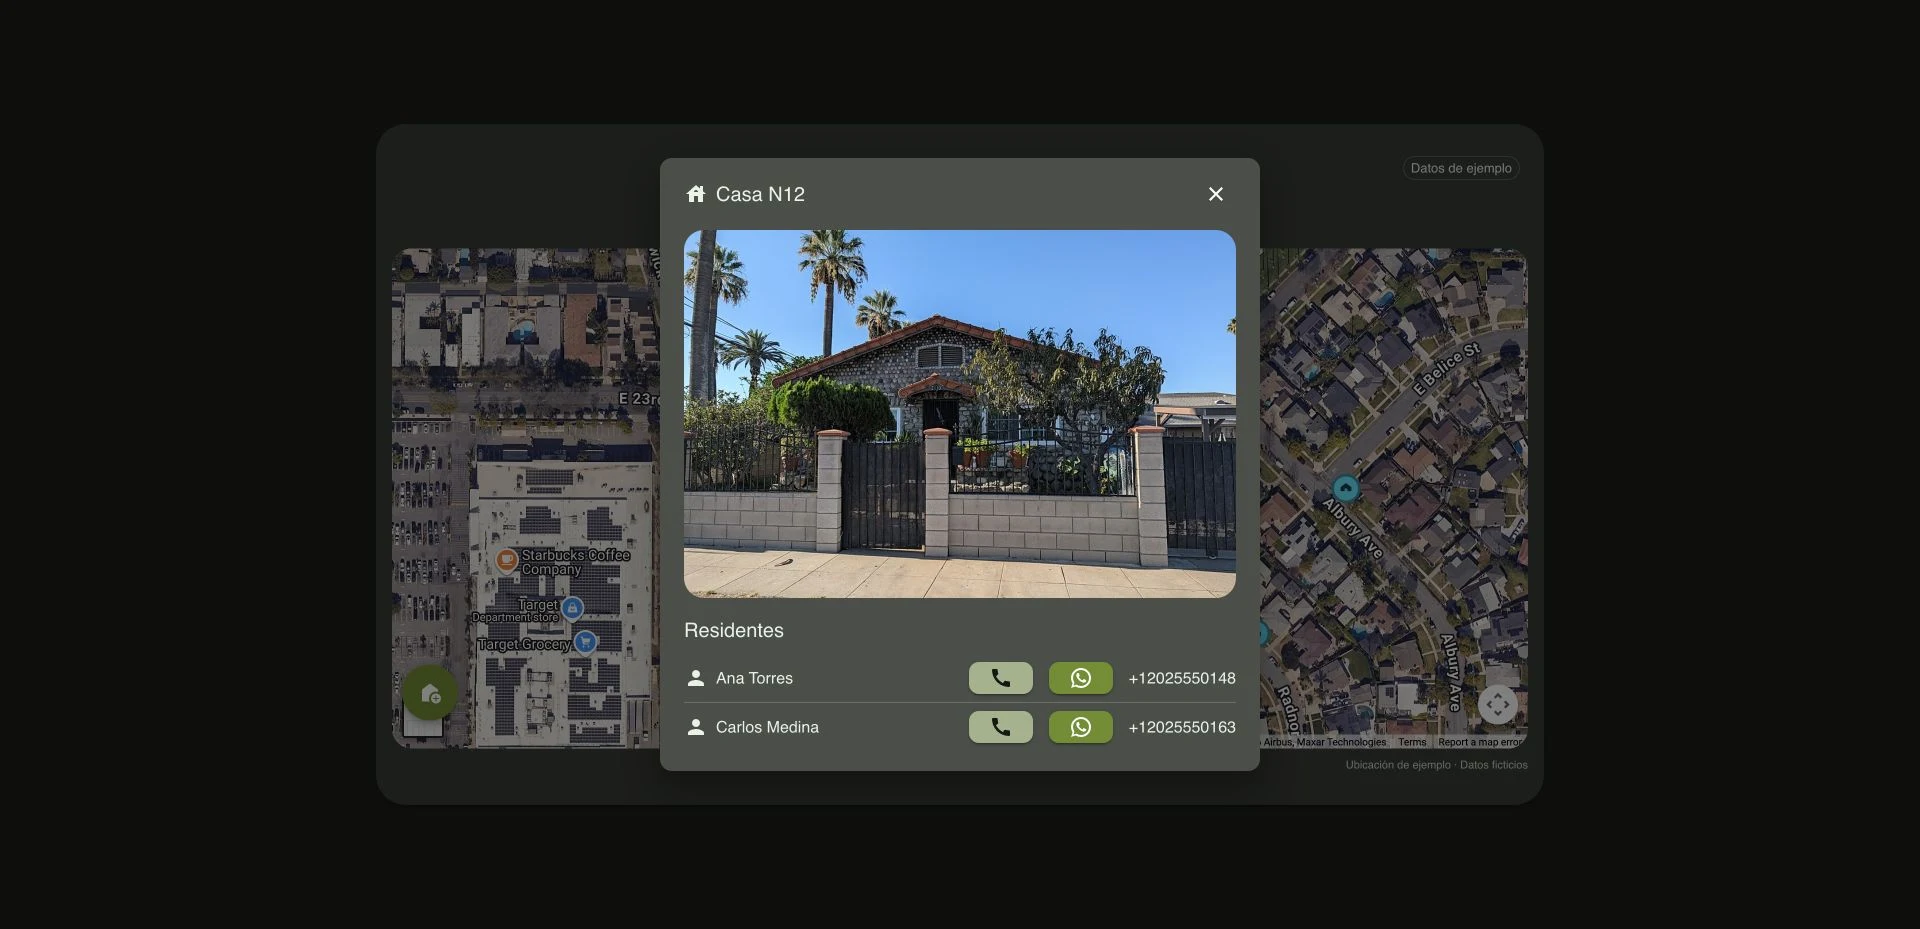 Datos de ejemplo
Casa N12
E 23r
E Belice St
Albury Ave
Starbucks Coffee
Company
Target
Department store
Target Grocery
Residentes
Ana Torres
+12025550148
Carlos Medina
+12025550163
Albury Ave
Radno
Airbus, Maxar Technologies
Terms
Report a map error
Ubicación de ejemplo · Datos ficticios